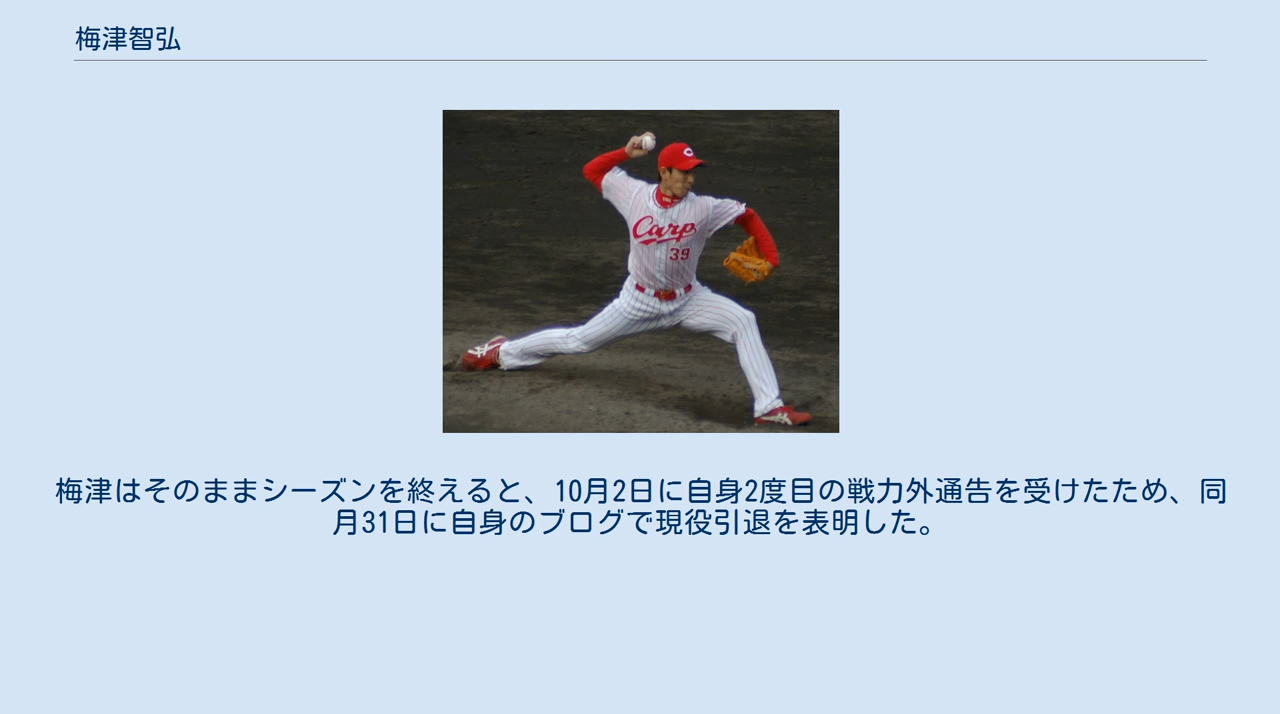 梅津智弘
Carp
39
梅津はそのままシーズンを終えると、10月2日に自身2度目の戦力外通告を受けたため、同
月31日に自身のブログで現役引退を表明した。